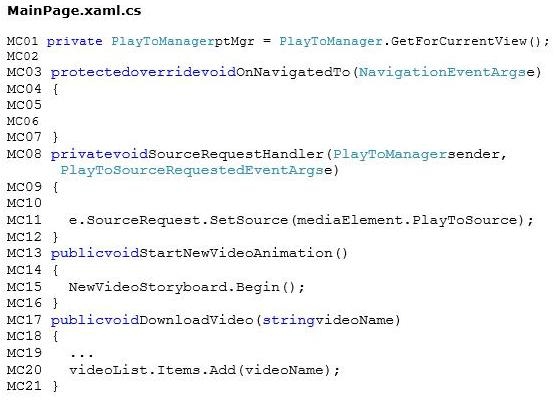 MainPage.xaml.cs
MC01 private PlayToManagerptMgr = PlayToManager.GetForCurrentView();
MC02
MC03 protectedoverridevoidOnNavigatedTo(NavigationEventArgse)
MC04 {
MC05
MC06
MC07 }
MC08 privatevoidSourceRequestHandler(PlayToManagersender,
PlayToSourceRequestedEventArgse)
MC09 {
MC10
MC11 e.SourceRequest.SetSource(mediaElement.PlayToSource);
MC12 }
MC13 publicvoidStartNewVideoAnimation()
MC14 {
MC15 NewVideoStoryboard.Begin();
MC16 }
MC17 publicvoidDownloadVideo(stringvideoName)
MC18 {
MC19 ...
MC20 videoList.Items.Add(videoName);
MC21 }